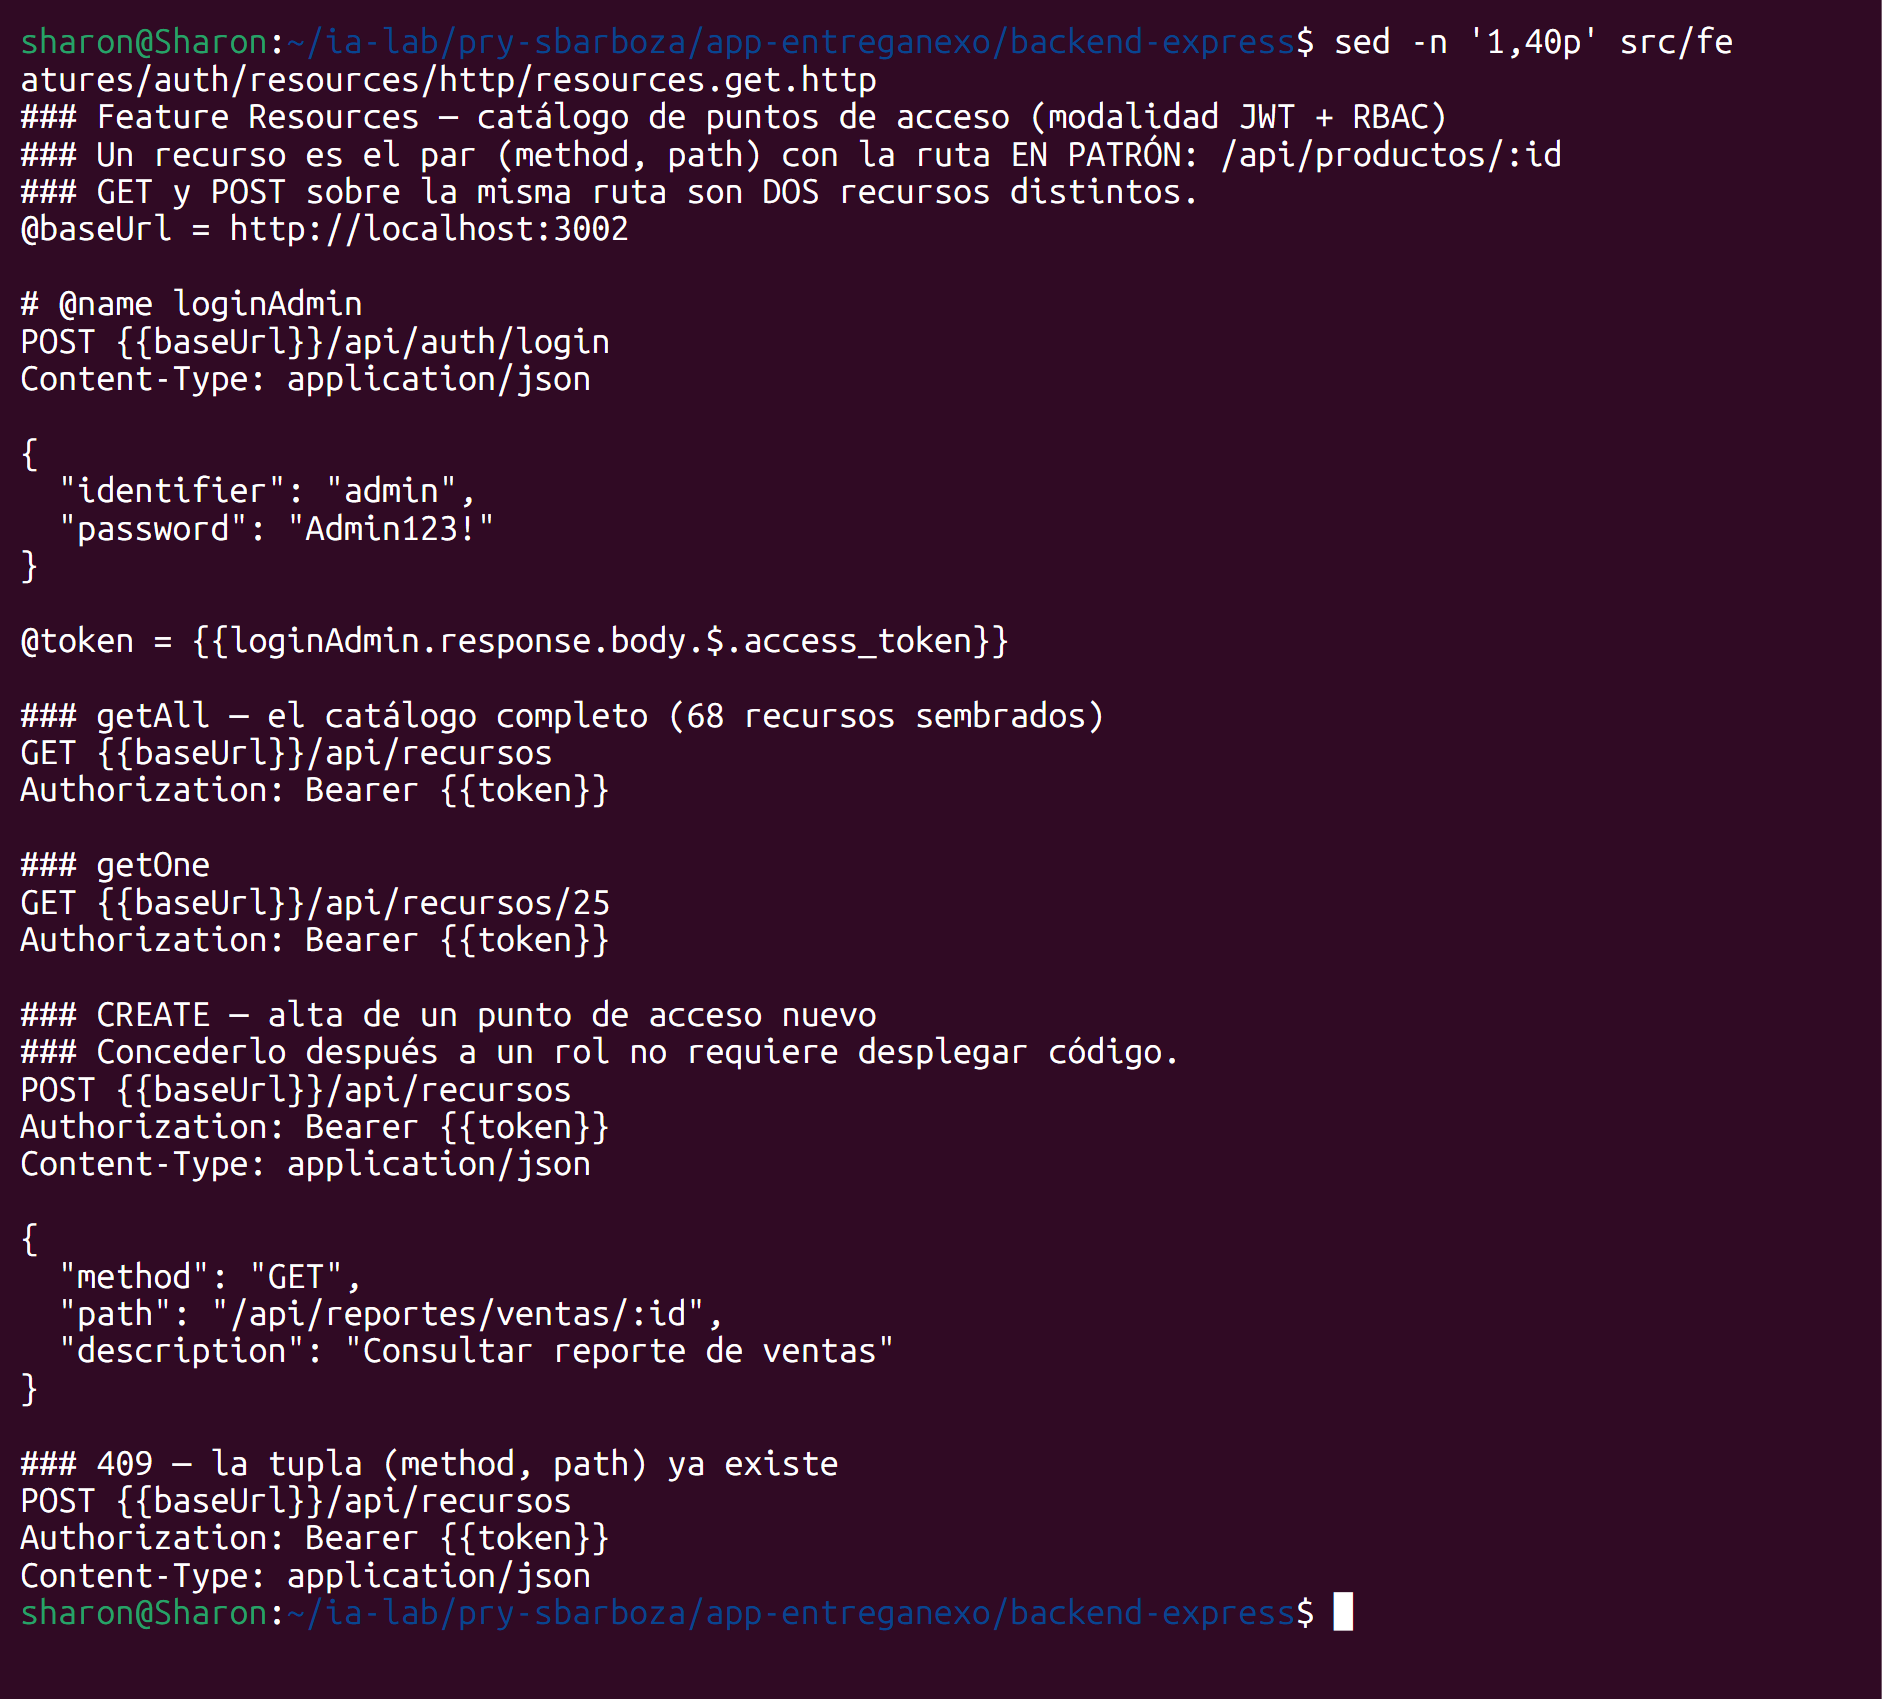 sharon@Sharon:~/ia-lab/pry-sbarboza/app-entreganexo/backend-express$ sed -n '1,40p' src/fe
atures/auth/resources/http/resources.get.http
### Feature Resources — catálogo de puntos de acceso (modalidad JWT + RBAC)
### Un recurso es el par (method, path) con la ruta EN PATRÓN: /api/productos/:id
### GET y POST sobre la misma ruta son DOS recursos distintos.
@baseUrl = http://localhost:3002

# @name loginAdmin
POST {{baseUrl}}/api/auth/login
Content-Type: application/json

{
  "identifier": "admin",
  "password": "Admin123!"
}

@token = {{loginAdmin.response.body.$.access_token}}

### getAll — el catálogo completo (68 recursos sembrados)
GET {{baseUrl}}/api/recursos
Authorization: Bearer {{token}}

### getOne
GET {{baseUrl}}/api/recursos/25
Authorization: Bearer {{token}}

### CREATE — alta de un punto de acceso nuevo
### Concederlo después a un rol no requiere desplegar código.
POST {{baseUrl}}/api/recursos
Authorization: Bearer {{token}}
Content-Type: application/json

{
  "method": "GET",
  "path": "/api/reportes/ventas/:id",
  "description": "Consultar reporte de ventas"
}

### 409 — la tupla (method, path) ya existe
POST {{baseUrl}}/api/recursos
Authorization: Bearer {{token}}
Content-Type: application/json
sharon@Sharon:~/ia-lab/pry-sbarboza/app-entreganexo/backend-express$